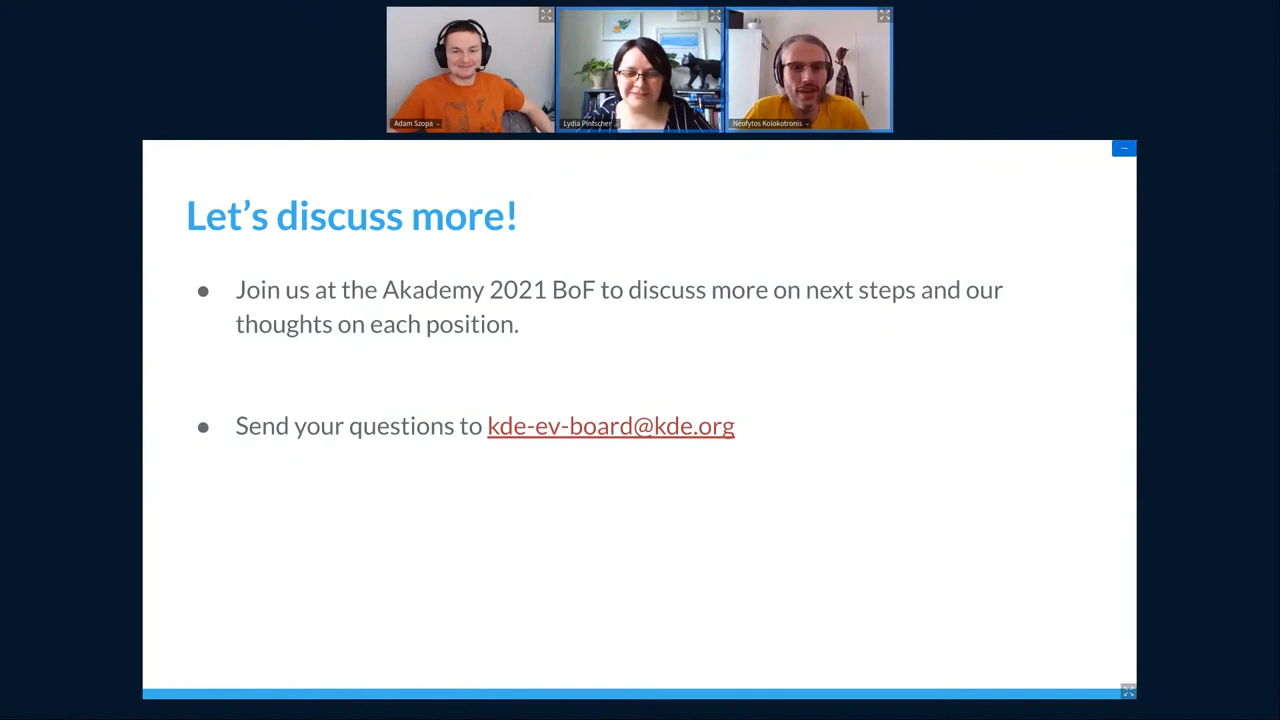 Adam Szopa
Lydia Pintscher
Neofytos Kolokotronis
Let’s discuss more!
● Join us at the Akademy 2021 BoF to discuss more on next steps and our
thoughts on each position.
● Send your questions to kde-ev-board@kde.org